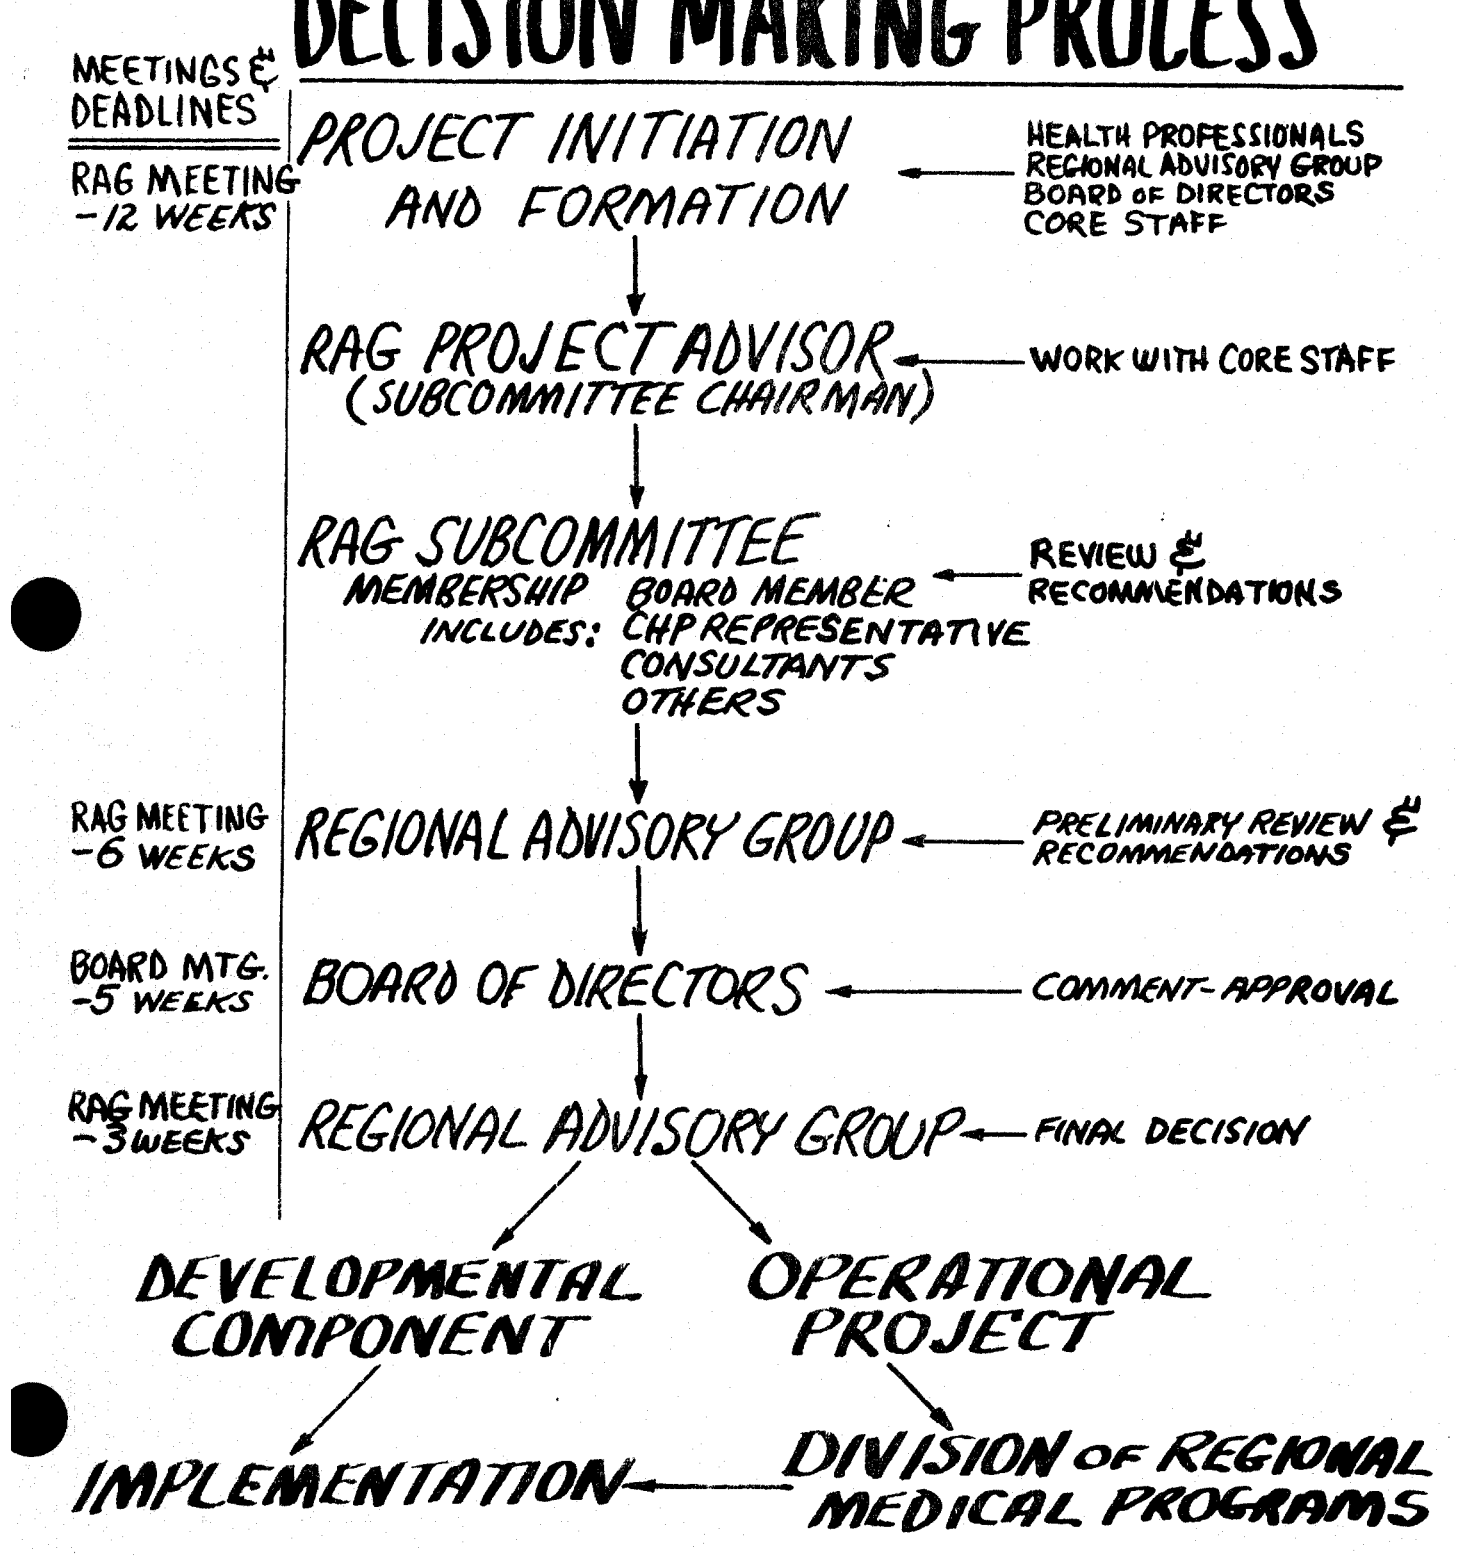 DECISION MAKING PROCESS
MEETINGS &
DEADLINES
PROJECT INITIATION
AND FORMATION
HEALTH PROFESSIONALS
REGIONAL ADVISORY GROUP
BOARD OF DIRECTORS
CORE STAFF
RAG MEETING
-12 WEEKS
RAG PROJECT ADVISOR
(SUBCOMMITTEE CHAIRMAN)
WORK WITH CORE STAFF
RAG SUBCOMMITTEE
MEMBERSHIP
INCLUDES:
BOARD MEMBER
CHP REPRESENTATIVE
CONSULTANTS
OTHERS
REVIEW &
RECOMMENDATIONS
RAG MEETING
-6 WEEKS
REGIONAL ADVISORY GROUP
PRELIMINARY REVIEW &
RECOMMENDATIONS
BOARD MTG.
-5 WEEKS
BOARD OF DIRECTORS
COMMENT-APPROVAL
RAG MEETING
-3 WEEKS
REGIONAL ADVISORY GROUP
FINAL DECISION
DEVELOPMENTAL
COMPONENT
OPERATIONAL
PROJECT
IMPLEMENTATION
DIVISION OF REGIONAL
MEDICAL PROGRAMS